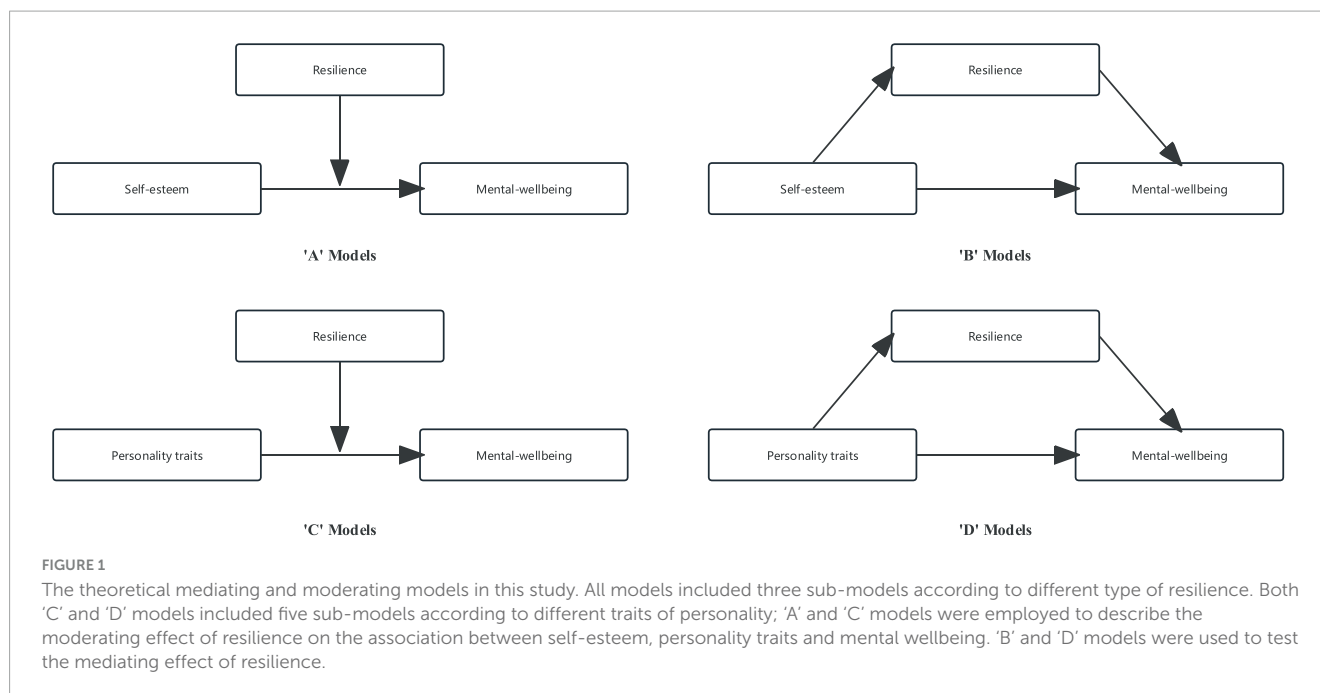 Resilience
Resilience
Self-esteem
Mental-wellbeing
Self-esteem
Mental-wellbeing
'A' Models
'B' Models
Resilience
Resilience
Personality traits
Mental-wellbeing
Personality traits
Mental-wellbeing
'C' Models
'D' Models
FIGURE 1
The theoretical mediating and moderating models in this study. All models included three sub-models according to different type of resilience. Both
‘C’ and ‘D’ models included five sub-models according to different traits of personality; ‘A’ and ‘C’ models were employed to describe the
moderating effect of resilience on the association between self-esteem, personality traits and mental wellbeing. ‘B’ and ‘D’ models were used to test
the mediating effect of resilience.